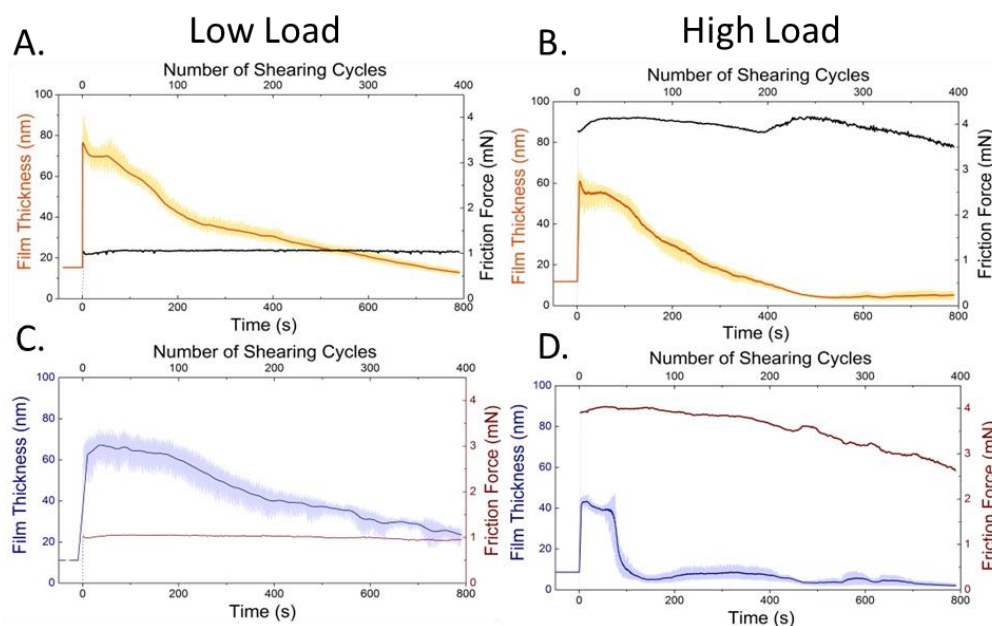 Low Load
High Load
A.
Number of Shearing Cycles
0 100 200 300 400
Film Thickness (nm)
100
80
60
40
20
0
Friction Force (mN)
4
3
2
1
0
0 200 400 600 800
Time (s)
B.
Number of Shearing Cycles
0 100 200 300 400
Film Thickness (nm)
100
80
60
40
20
0
Friction Force (mN)
4
3
2
1
0
0 200 400 600 800
Time (s)
C.
Number of Shearing Cycles
0 100 200 300 400
Film Thickness (nm)
100
80
60
40
20
0
Friction Force (mN)
4
3
2
1
0
0 200 400 600 800
Time (s)
D.
Number of Shearing Cycles
0 100 200 300 400
Film Thickness (nm)
100
80
60
40
20
0
Friction Force (mN)
4
3
2
1
0
0 200 400 600 800
Time (s)